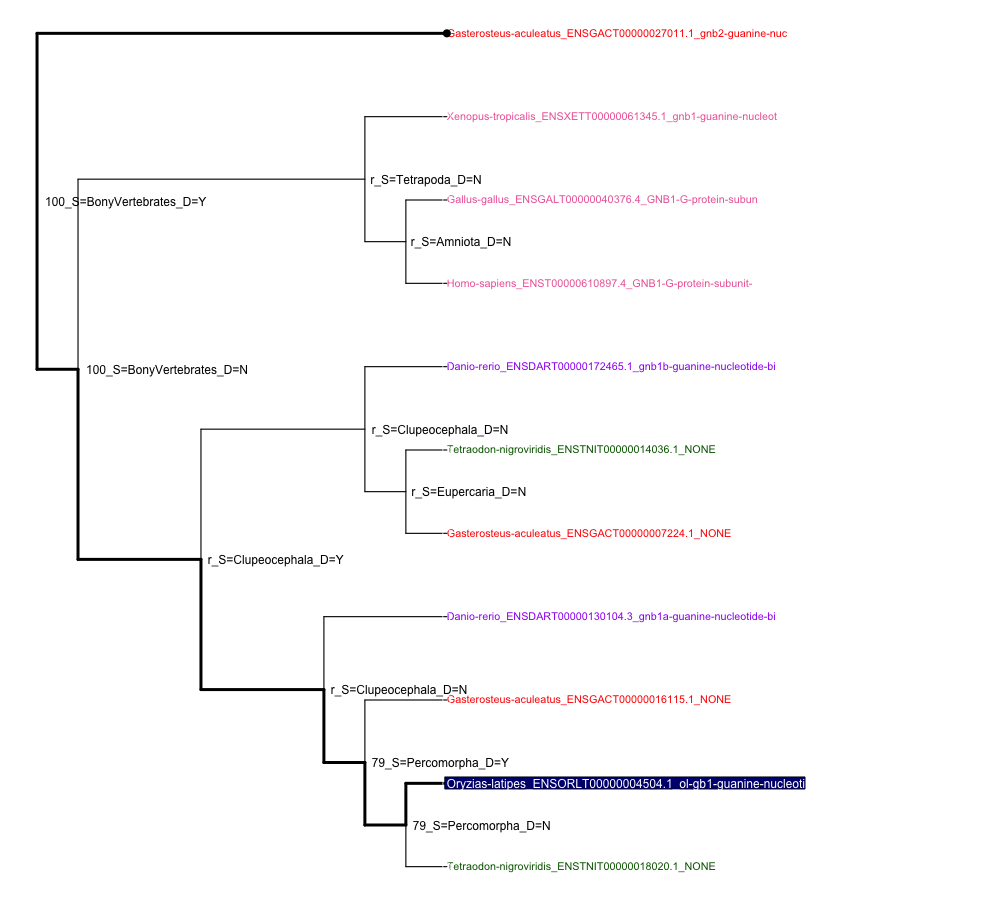 Gasterosteus-aculeatus_ENSGACT00000027011.1_gnb2-guanine-nuc
Xenopus-tropicalis_ENSXETT00000061345.1_gnb1-guanine-nucleot
r_S=Tetrapoda_D=N
100_S=BonyVertebrates_D=Y
Gallus-gallus_ENSGALT00000040376.4_GNB1-G-protein-subun
r_S=Amniota_D=N
Homo-sapiens_ENST00000610897.4_GNB1-G-protein-subunit-
Danio-rerio_ENSDART00000172465.1_gnb1b-guanine-nucleotide-bi
100_S=BonyVertebrates_D=N
r_S=Clupeocephala_D=N
Tetraodon-nigroviridis_ENSTNIT00000014036.1_NONE
r_S=Eupercaria_D=N
Gasterosteus-aculeatus_ENSGACT00000007224.1_NONE
r_S=Clupeocephala_D=Y
Danio-rerio_ENSDART00000130104.3_gnb1a-guanine-nucleotide-bi
r_S=Clupeocephala_D=N
Gasterosteus-aculeatus_ENSGACT00000016115.1_NONE
79_S=Percomorpha_D=Y
Oryzias-latipes_ENSORLT00000004504.1_ol-gb1-guanine-nucleoti
79_S=Percomorpha_D=N
Tetraodon-nigroviridis_ENSTNIT00000018020.1_NONE